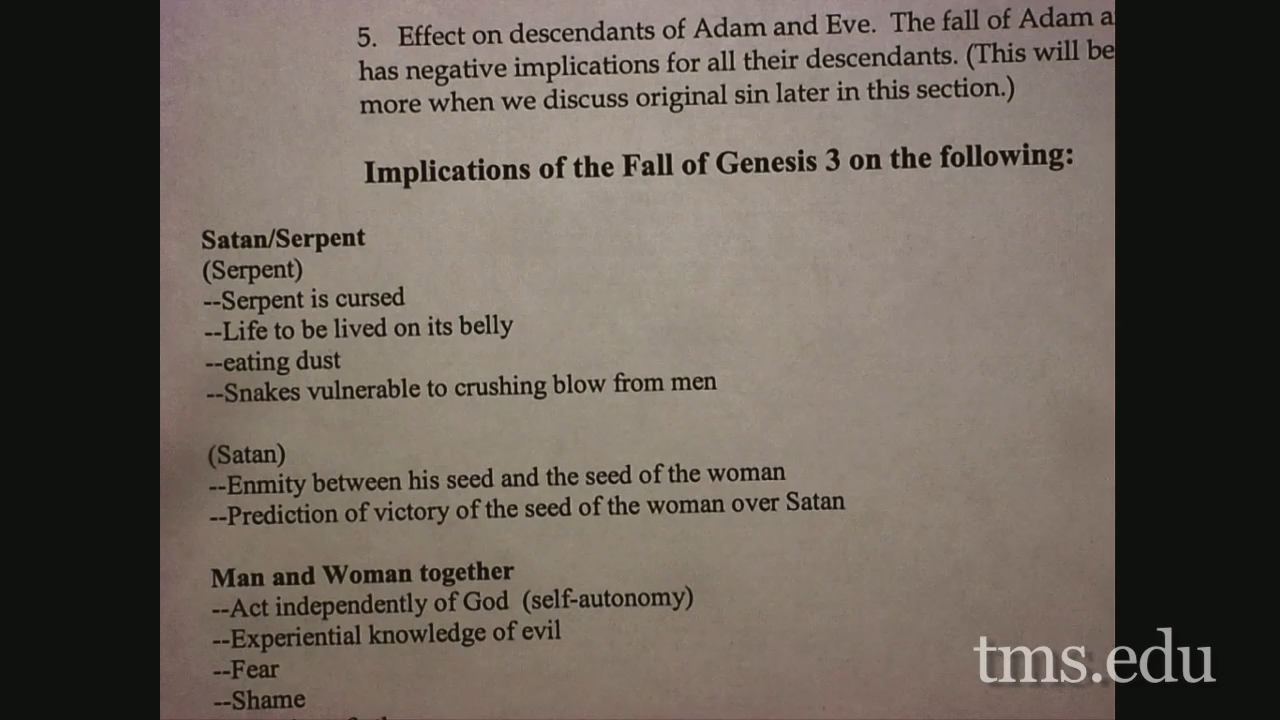 5. Effect on descendants of Adam and Eve. The fall of Adam
has negative implications for all their descendants. (This will be
more when we discuss original sin later in this section.)
Implications of the Fall of Genesis 3 on the following:
Satan/Serpent
(Serpent)
--Serpent is cursed
--Life to be lived on its belly
--eating dust
--Snakes vulnerable to crushing blow from men
(Satan)
--Enmity between his seed and the seed of the woman
--Prediction of victory of the seed of the woman over Satan
Man and Woman together
--Act independently of God (self-autonomy)
--Experiential knowledge of evil
--Fear
--Shame
tms.edu